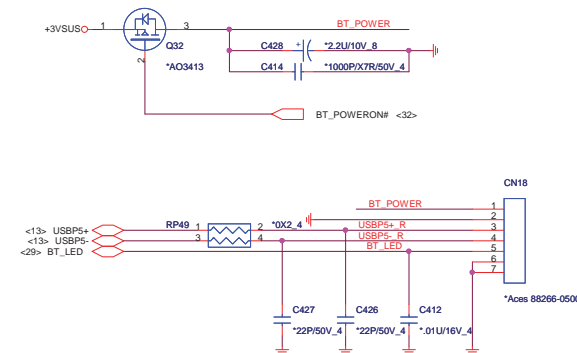 BT_POWER
+3VSUS 1 3
Q32
C428 + *2.2U/10V_8
*AO3413
C414 *1000P/X7R/50V_4
2
BT_POWERON# <32>
CN18
BT_POWER 1
2
<13> USBP5+ RP49 1 2 *0X2_4 USBP5+_R 3
<13> USBP5- 3 4 USBP5-_R 4
<29> BT_LED BT_LED 5
6
7
*Aces 88266-0500
C427 C426 C412
*22P/50V_4 *22P/50V_4 *.01U/16V_4